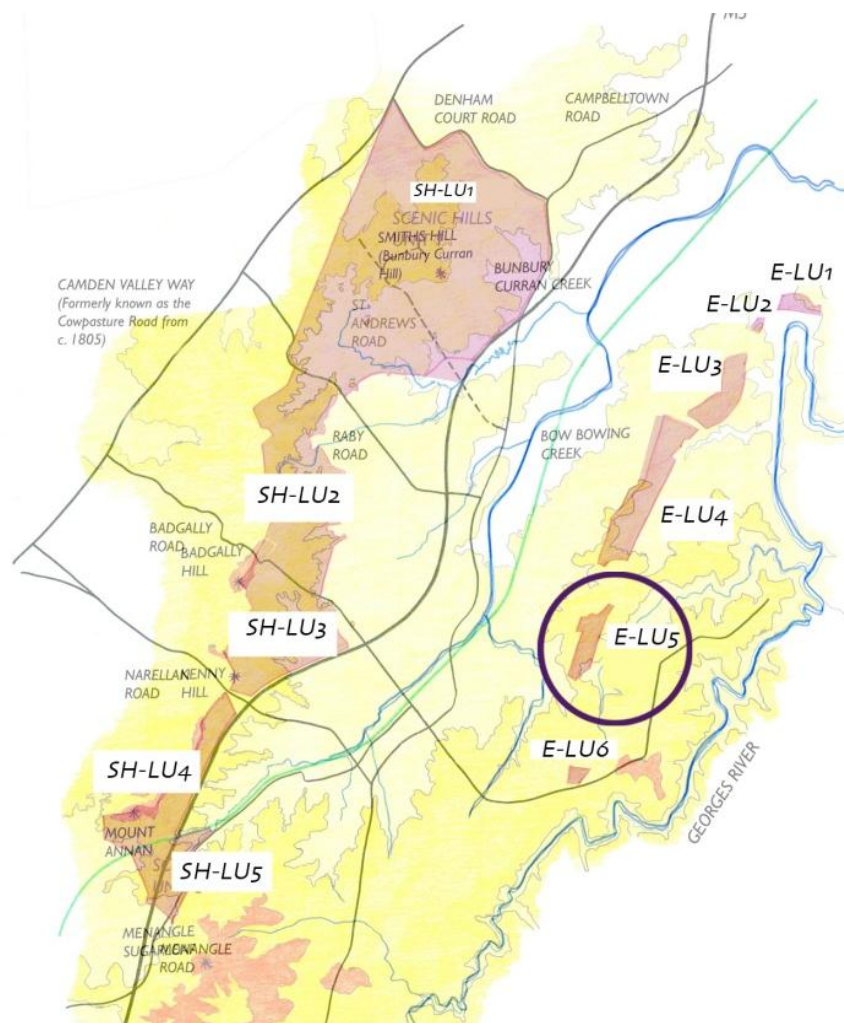 M5
DENHAM
COURT ROAD
CAMPBELLTOWN
ROAD
SH-LU1
SCENIC HILLS
SMITHS HILL
(Bunbury Curran
Hill)
BUNBURY
CURRAN CREEK
CAMDEN VALLEY WAY
(Formerly known as the
Cowpasture Road from
c. 1805)
ST.
ANDREWS
ROAD
E-LU1
E-LU2
E-LU3
RABY
ROAD
BOW BOWING
CREEK
SH-LU2
E-LU4
BADGALLY
ROAD
BADGALLY
HILL
SH-LU3
E-LU5
NARELLAN
ROAD
KENNY
HILL
E-LU6
SH-LU4
GEORGES RIVER
MOUNT
ANNAN
SH-LU5
MENANGLE
SUGARLOAF
MENANGLE
ROAD